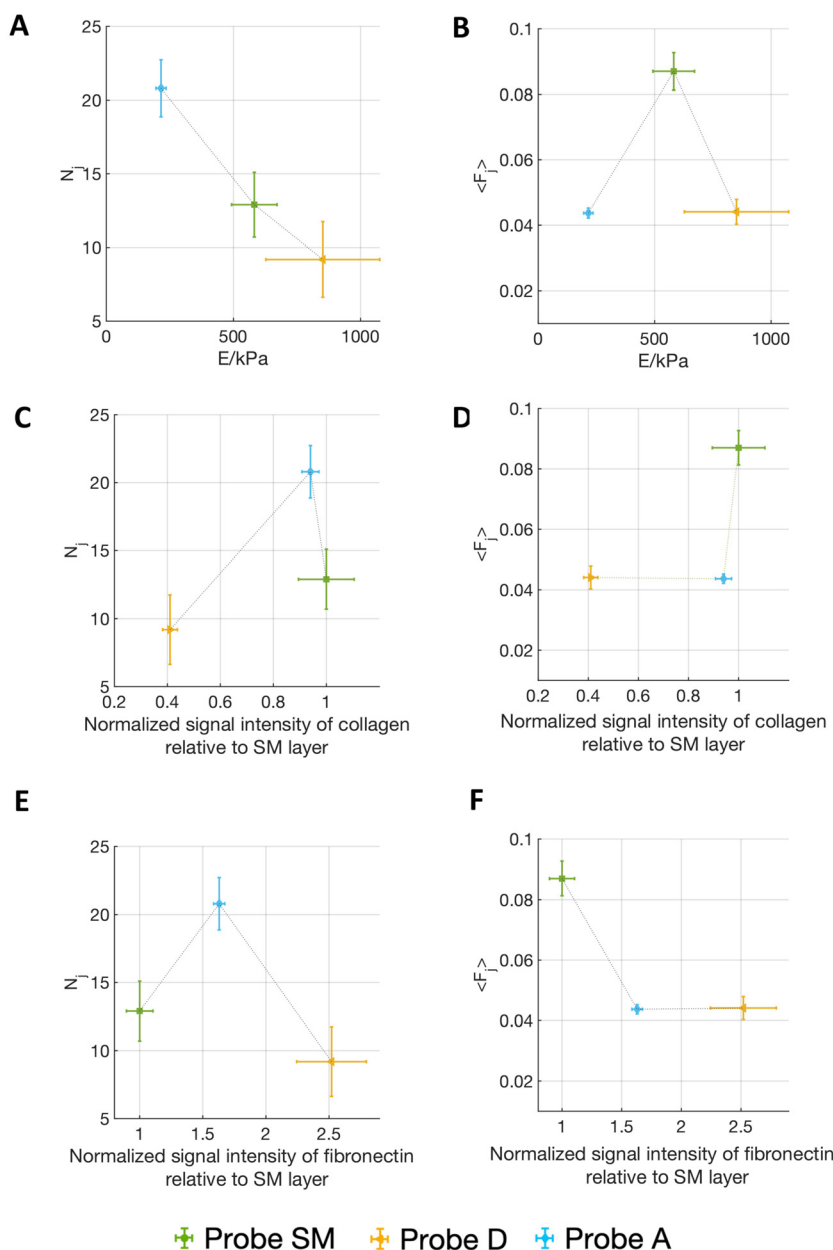 A
25
20
15
10
5
N_j
0 500 1000
E/kPa
B
0.1
0.08
0.06
0.04
0.02
<F_j>
0 500 1000
E/kPa
C
25
20
15
10
5
N_j
0.2 0.4 0.6 0.8 1
Normalized signal intensity of collagen
relative to SM layer
D
0.1
0.08
0.06
0.04
0.02
<F_j>
0.2 0.4 0.6 0.8 1
Normalized signal intensity of collagen
relative to SM layer
E
25
20
15
10
5
N_j
1 1.5 2 2.5
Normalized signal intensity of fibronectin
relative to SM layer
F
0.1
0.08
0.06
0.04
0.02
<F_j>
1 1.5 2 2.5
Normalized signal intensity of fibronectin
relative to SM layer
Probe SM Probe D Probe A